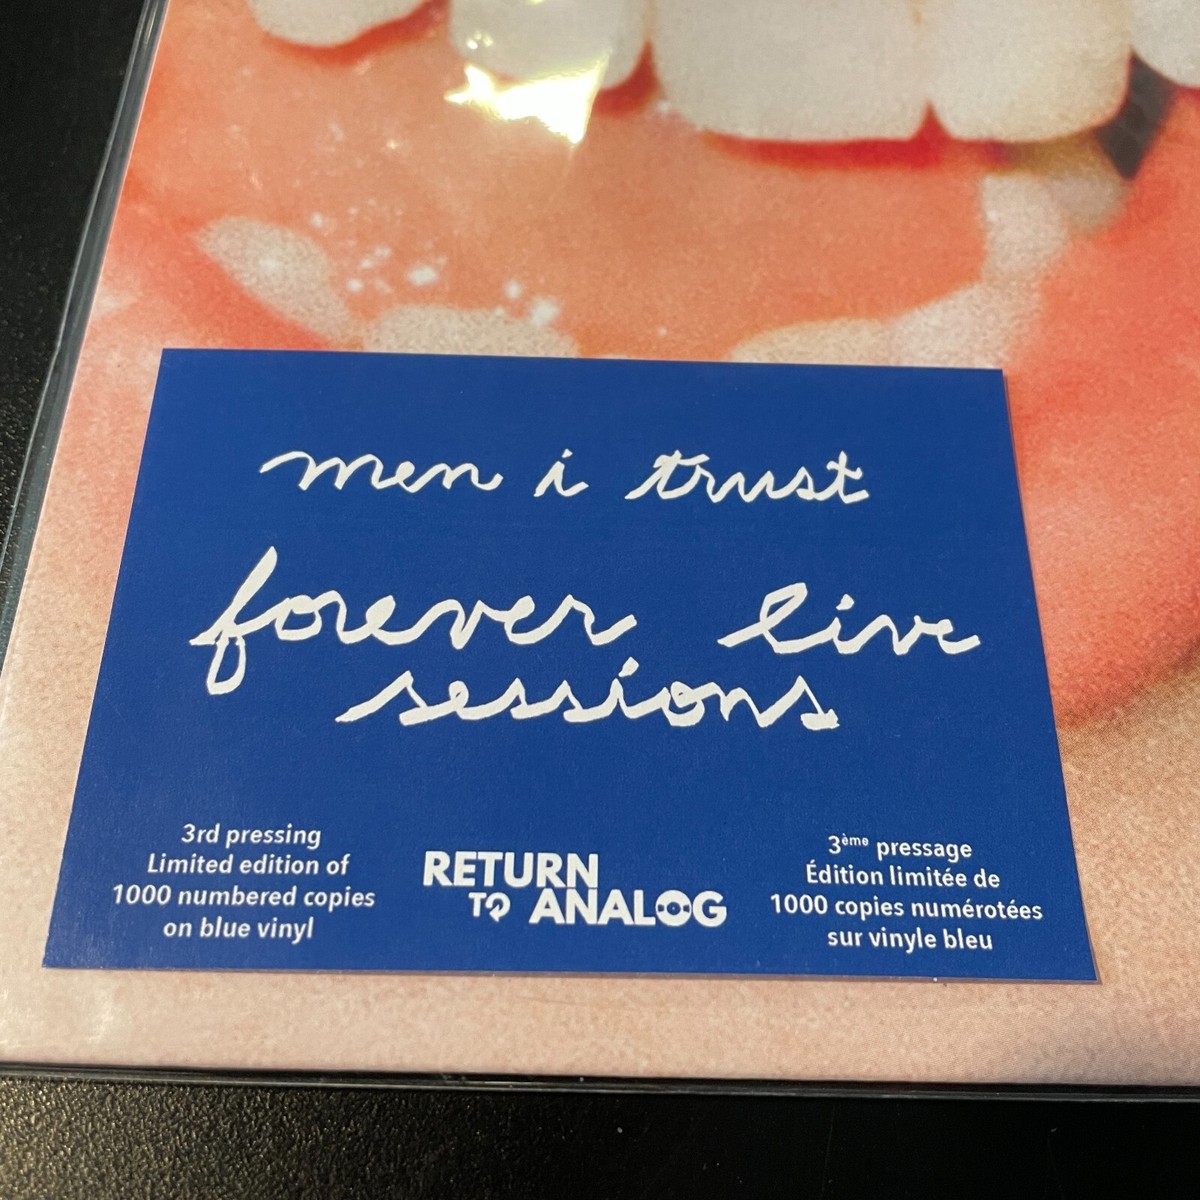 men i trust
forever live
sessions
3rd pressing
Limited edition of
1000 numbered copies
on blue vinyl
RETURN
TO ANALOG
3ème pressage
Édition limitée de
1000 copies numérotées
sur vinyle bleu